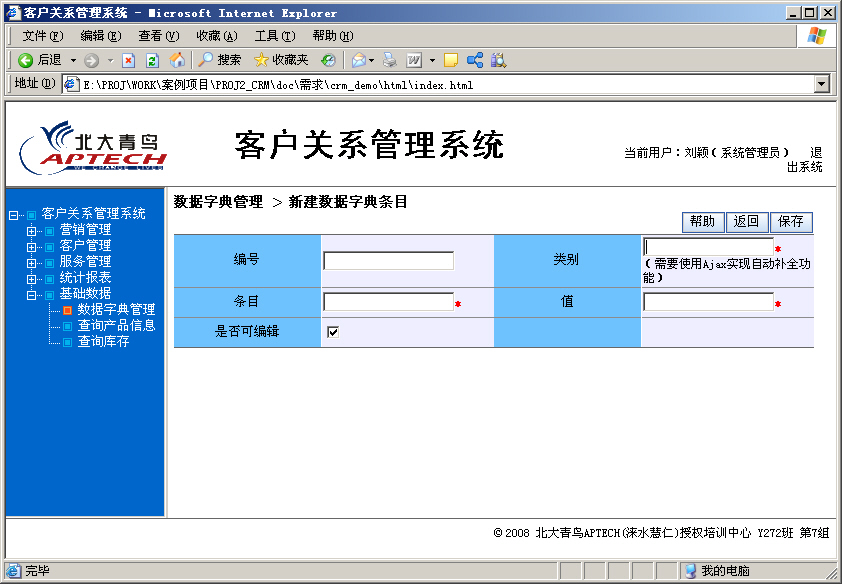 客户关系管理系统 - Microsoft Internet Explorer
文件(F) 编辑(E) 查看(V) 收藏(A) 工具(T) 帮助(H)
后退 搜索 收藏夹
地址(D) E:\PROJ\WORK\案例项目\PROJ2_CRM\doc\需求\crm_demo\html\index.html
北大青鸟
APTECH
WE CHANGE LIVES
客户关系管理系统
当前用户：刘颖(系统管理员) 退
出系统
客户关系管理系统
营销管理
客户管理
服务管理
统计报表
基础数据
数据字典管理
查询产品信息
查询库存
数据字典管理 > 新建数据字典条目
帮助 返回 保存
编号 类别 *
(需要使用Ajax实现自动补全功
能)
条目 * 值 *
是否可编辑
©2008 北大青鸟APTECH(涞水慧仁)授权培训中心 Y272班 第7组
完毕 我的电脑